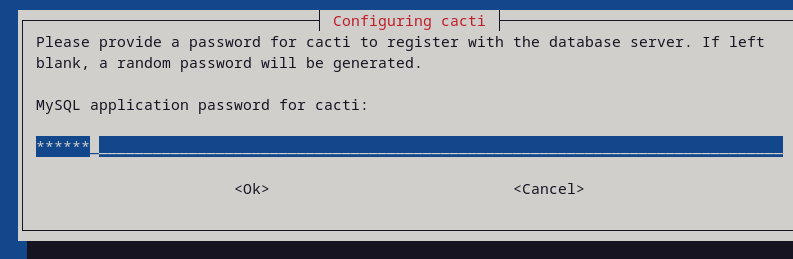 Configuring cacti
Please provide a password for cacti to register with the database server. If left
blank, a random password will be generated.
MySQL application password for cacti:
******
<Ok> <Cancel>